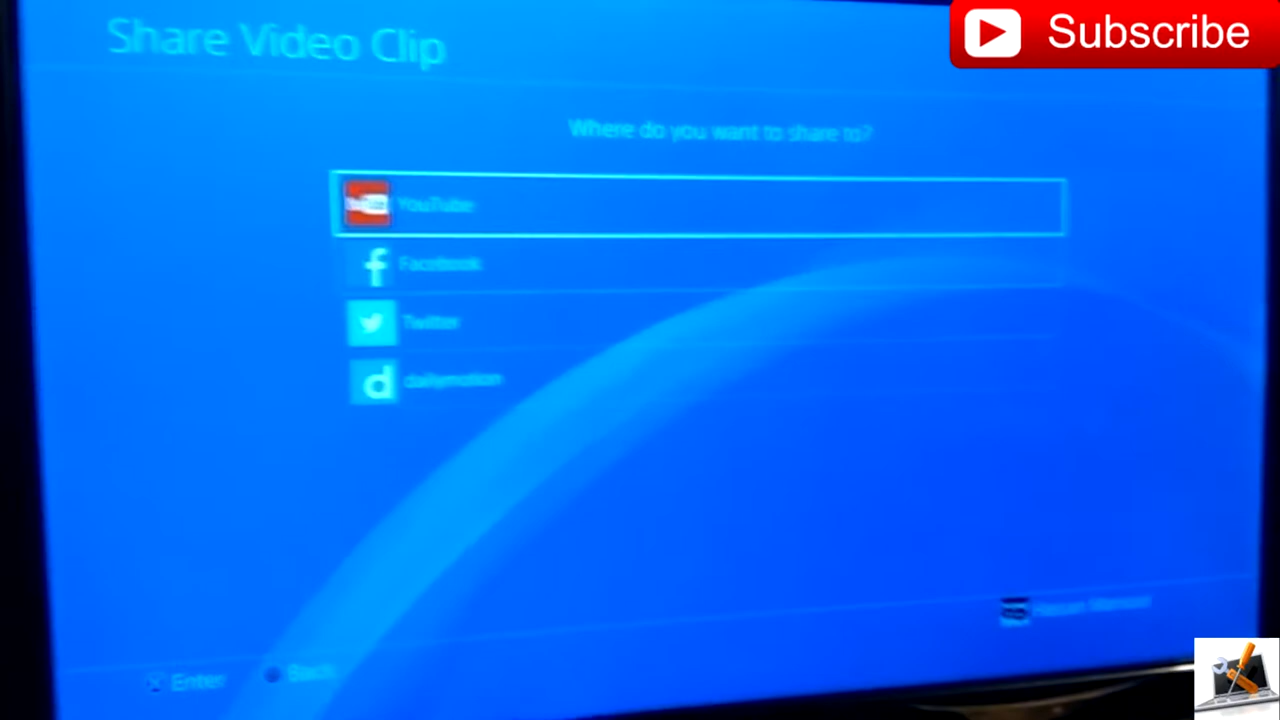 Share Video Clip
Subscribe
Where do you want to share to?
YouTube
Facebook
Twitter
d dailymotion
Enter
Back